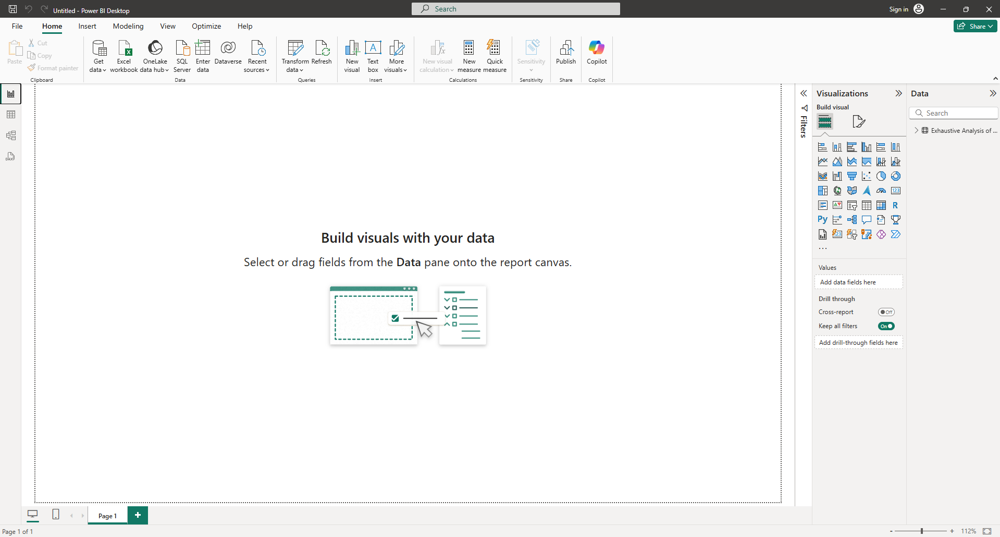 Untitled - Power BI Desktop
Search
Sign in
File
Home
Insert
Modeling
View
Optimize
Help
Share
Paste
Cut
Copy
Format painter
Clipboard
Get data
Excel workbook
OneLake data hub
SQL Server
Enter data
Dataverse
Recent sources
Data
Transform data
Refresh
Queries
New visual
Text box
More visuals
Insert
New visual calculation
New measure
Quick measure
Calculations
Sensitivity
Sensitivity
Publish
Share
Copilot
Copilot
DAX
Build visuals with your data
Select or drag fields from the Data pane onto the report canvas.
Filters
Visualizations
Build visual
123
R
Py
123
...
Values
Add data fields here
Drill through
Cross-report
Off
Keep all filters
On
Add drill-through fields here
Data
Search
Exhaustive Analysis of ...
Page 1
+
Page 1 of 1
- + 112%